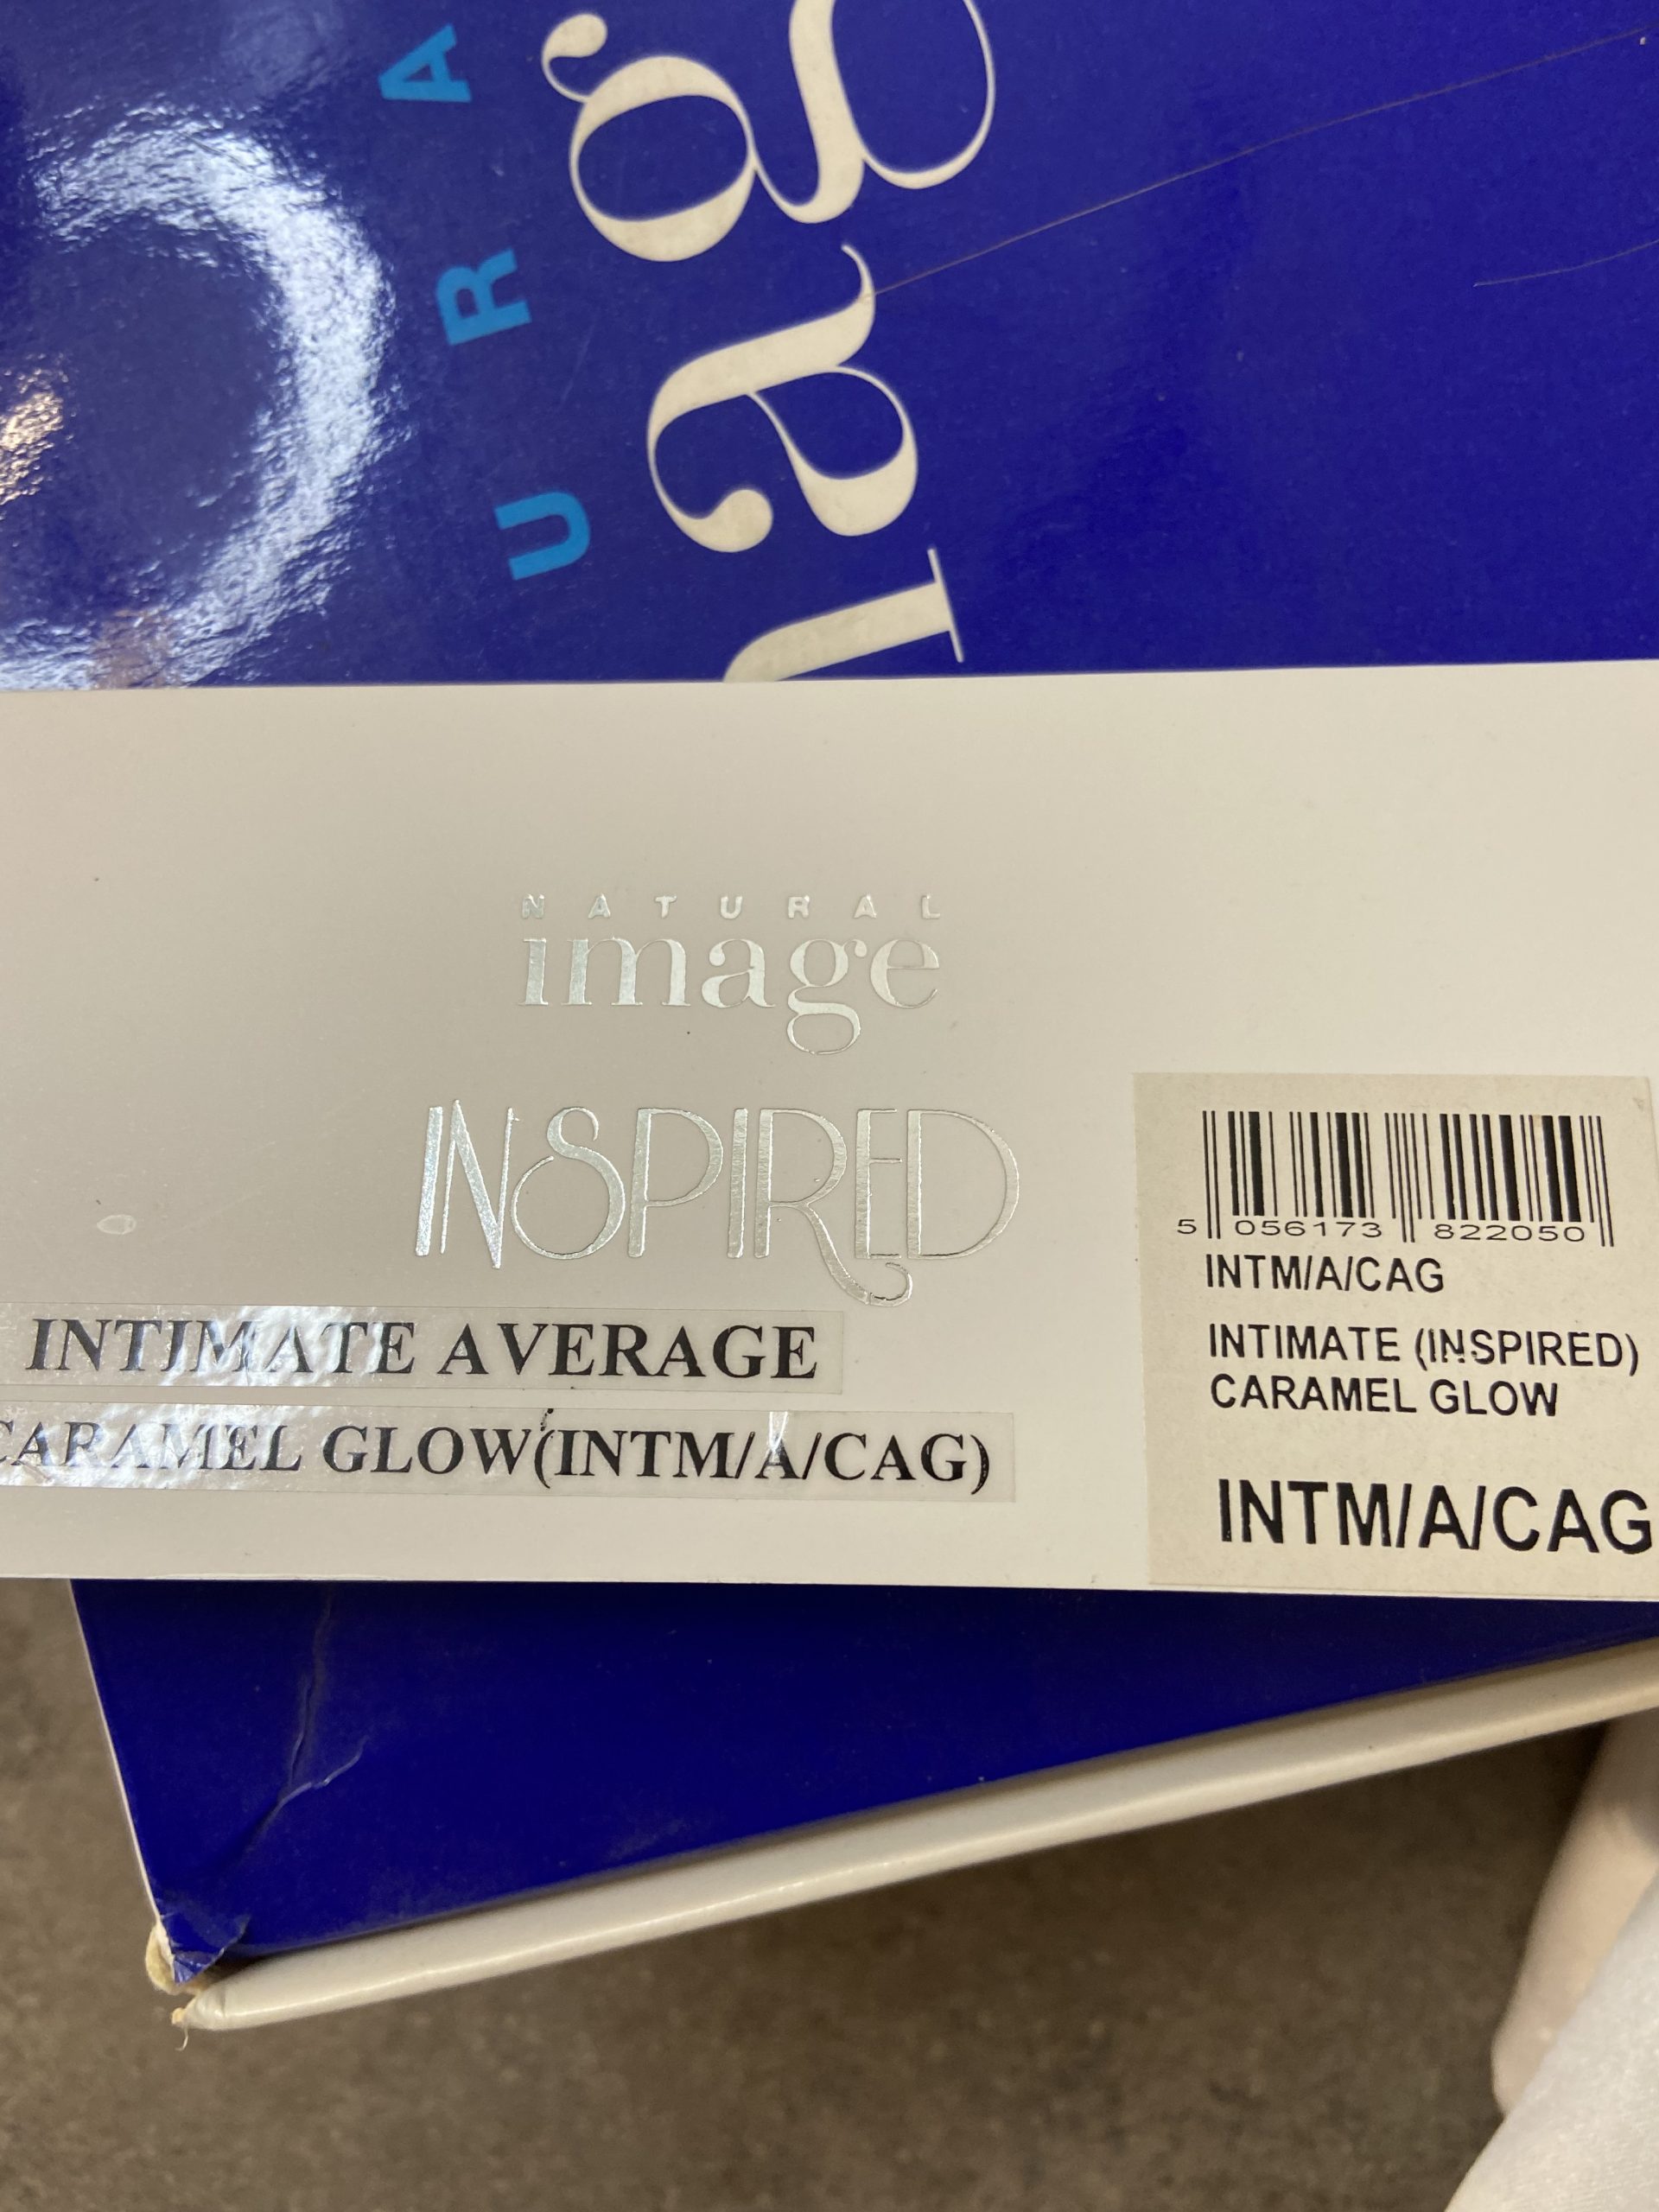 URA
mag
NATURAL
image
INSPIRED
INTIMATE AVERAGE
CARAMEL GLOW(INTM/A/CAG)
5 056173 822050
INTM/A/CAG
INTIMATE (INSPIRED)
CARAMEL GLOW
INTM/A/CAG